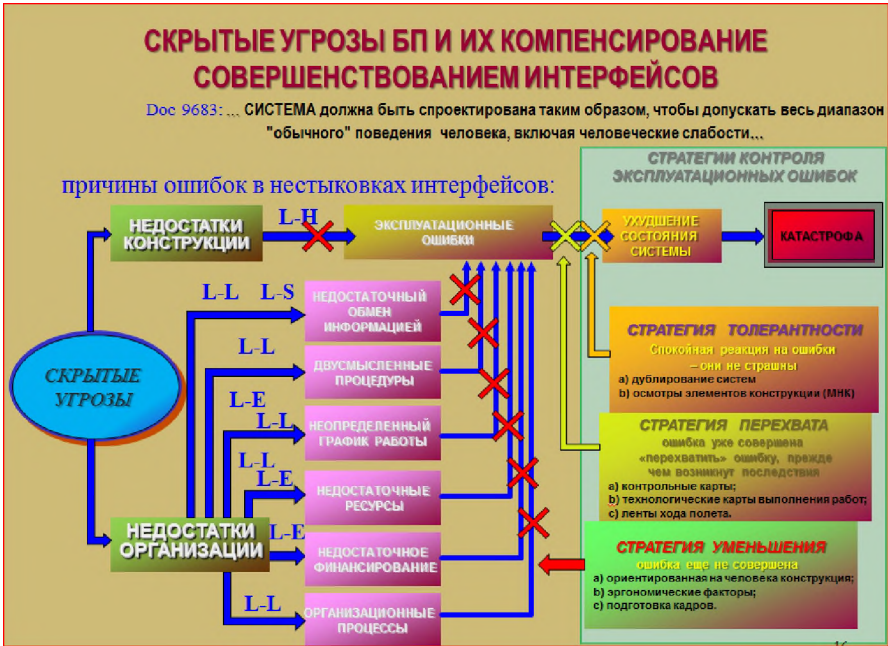 СКРЫТЫЕ УГРОЗЫ БП И ИХ КОМПЕНСИРОВАНИЕ
СОВЕРШЕНСТВОВАНИЕМ ИНТЕРФЕЙСОВ
Doc 9683: ... СИСТЕМА должна быть спроектирована таким образом, чтобы допускать весь диапазон
"обычного" поведения человека, включая человеческие слабости...
СТРАТЕГИИ КОНТРОЛЯ
ЭКСПЛУАТАЦИОННЫХ ОШИБОК
причины ошибок в нестыковках интерфейсов:
НЕДОСТАТКИ
КОНСТРУКЦИИ
L-H
ЭКСПЛУАТАЦИОННЫЕ
ОШИБКИ
УХУДШЕНИЕ
СОСТОЯНИЯ
СИСТЕМЫ
КАТАСТРОФА
L-L L-S
НЕДОСТАТОЧНЫЙ
ОБМЕН
ИНФОРМАЦИЕЙ
L-L
ДВУСМЫСЛЕННЫЕ
ПРОЦЕДУРЫ
СКРЫТЫЕ
УГРОЗЫ
L-E
L-L
НЕОПРЕДЕЛЕННЫЙ
ГРАФИК РАБОТЫ
L-L
L-E
НЕДОСТАТОЧНЫЕ
РЕСУРСЫ
НЕДОСТАТКИ
ОРГАНИЗАЦИИ
L-E
НЕДОСТАТОЧНОЕ
ФИНАНСИРОВАНИЕ
L-L
ОРГАНИЗАЦИОННЫЕ
ПРОЦЕССЫ
СТРАТЕГИЯ ТОЛЕРАНТНОСТИ
Спокойная реакция на ошибки
– они не страшны
a) дублирование систем
b) осмотры элементов конструкции (МНК)
СТРАТЕГИЯ ПЕРЕХВАТА
ошибка уже совершена
«перехватить» ошибку, прежде
чем возникнут последствия
a) контрольные карты;
b) технологические карты выполнения работ;
c) ленты хода полета.
СТРАТЕГИЯ УМЕНЬШЕНИЯ
ошибка еще не совершена
a) ориентированная на человека конструкция;
b) эргономические факторы;
c) подготовка кадров.